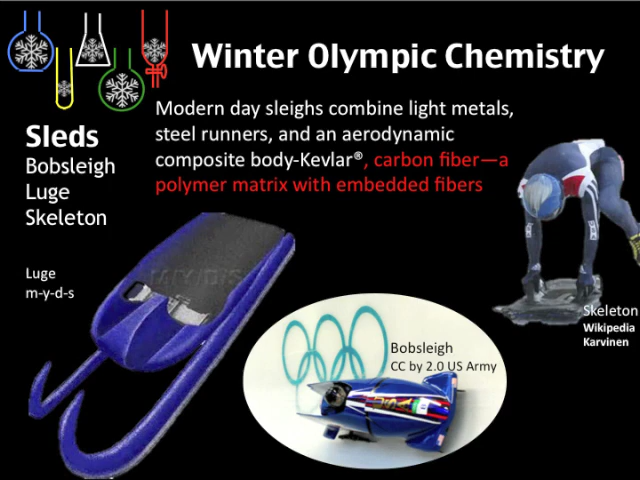 Winter Olympic Chemistry
Modern day sleighs combine light metals,
steel runners, and an aerodynamic
composite body-Kevlar®, carbon fiber—a
polymer matrix with embedded fibers
Sleds
Bobsleigh
Luge
Skeleton
Luge
m-y-d-s
M-Y-D-S
Skeleton
Wikipedia
Karvinen
Bobsleigh
CC by 2.0 US Army